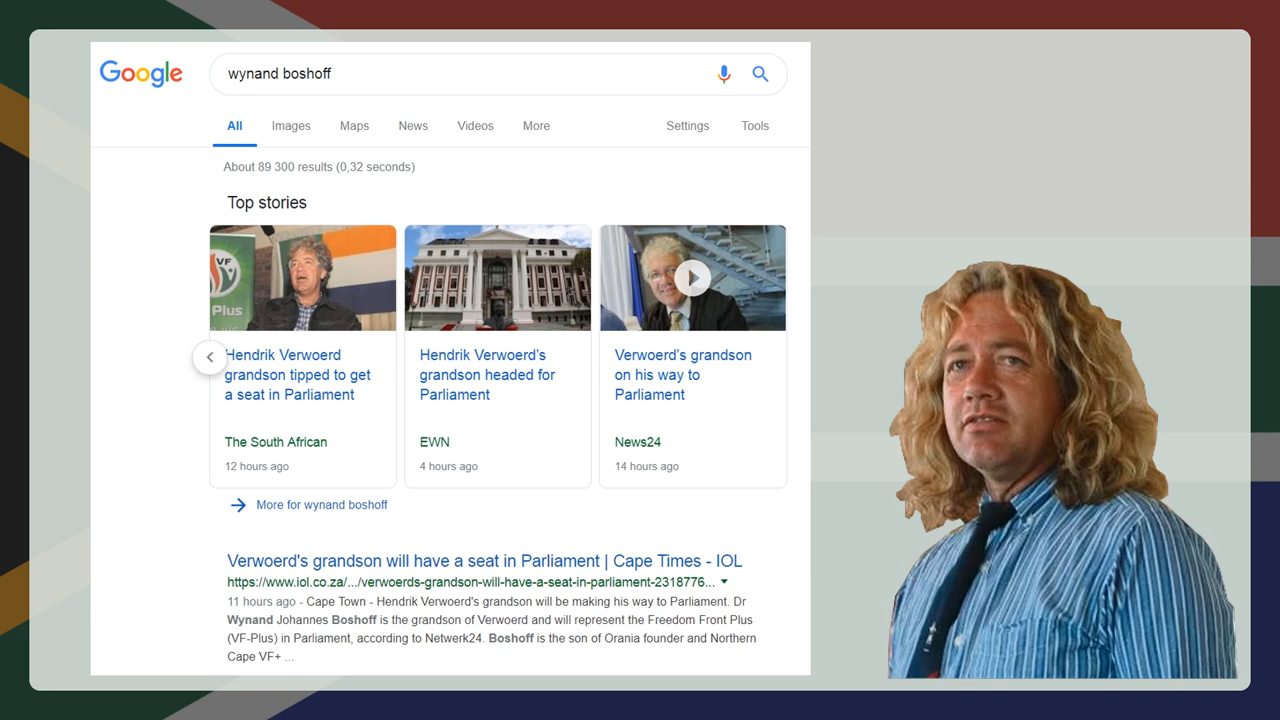 Google
wynand boshoff
All Images Maps News Videos More Settings Tools
About 89 300 results (0,32 seconds)
Top stories
VF
Plus
Hendrik Verwoerd
grandson tipped to get
a seat in Parliament
The South African
12 hours ago
Hendrik Verwoerd's
grandson headed for
Parliament
EWN
4 hours ago
Verwoerd's grandson
on his way to
Parliament
News24
14 hours ago
More for wynand boshoff
Verwoerd's grandson will have a seat in Parliament | Cape Times - IOL
https://www.iol.co.za/.../verwoerds-grandson-will-have-a-seat-in-parliament-2318776...
11 hours ago - Cape Town - Hendrik Verwoerd's grandson will be making his way to Parliament. Dr
Wynand Johannes Boshoff is the grandson of Verwoerd and will represent the Freedom Front Plus
(VF-Plus) in Parliament, according to Netwerk24. Boshoff is the son of Orania founder and Northern
Cape VF+ ...